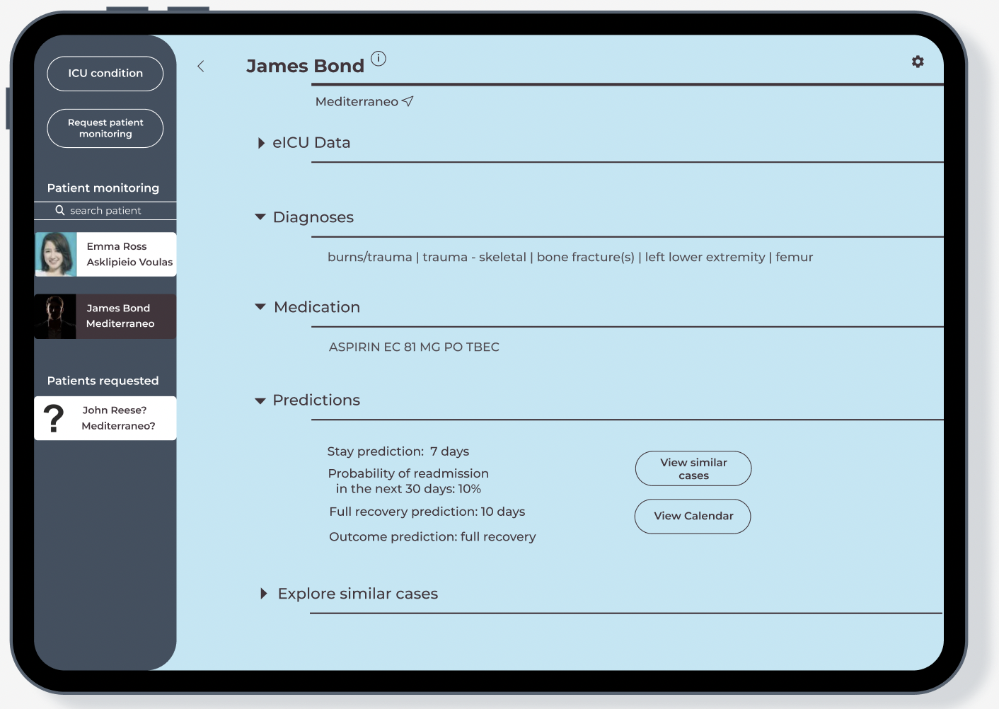 ICU condition
Request patient
monitoring
Patient monitoring
search patient
Emma Ross
Asklipieio Voulas
James Bond
Mediterraneo
Patients requested
?
John Reese?
Mediterraneo?
James Bond
i
Mediterraneo
eICU Data
Diagnoses
burns/trauma | trauma - skeletal | bone fracture(s) | left lower extremity | femur
Medication
ASPIRIN EC 81 MG PO TBEC
Predictions
Stay prediction: 7 days
Probability of readmission
in the next 30 days: 10%
Full recovery prediction: 10 days
Outcome prediction: full recovery
View similar
cases
View Calendar
Explore similar cases